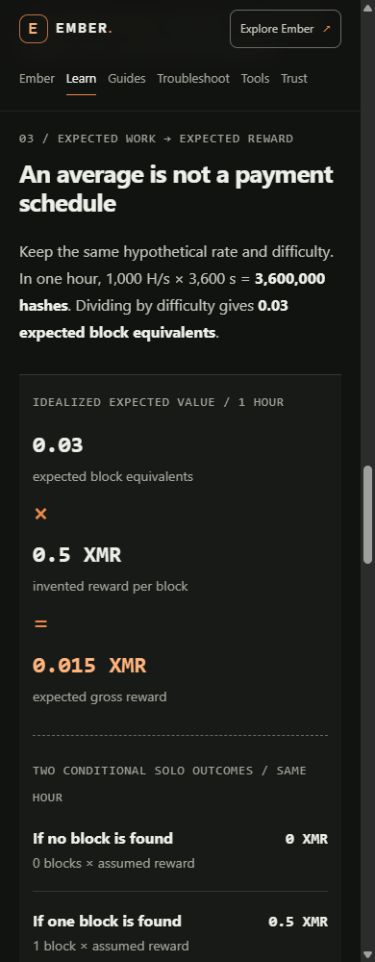 E EMBER.
Explore Ember ↗
Ember Learn Guides Troubleshoot Tools Trust
03 / EXPECTED WORK → EXPECTED REWARD
An average is not a payment
schedule
Keep the same hypothetical rate and difficulty.
In one hour, 1,000 H/s × 3,600 s = 3,600,000
hashes. Dividing by difficulty gives 0.03
expected block equivalents.
IDEALIZED EXPECTED VALUE / 1 HOUR
0.03
expected block equivalents
×
0.5 XMR
invented reward per block
=
0.015 XMR
expected gross reward
TWO CONDITIONAL SOLO OUTCOMES / SAME
HOUR
If no block is found 0 XMR
0 blocks × assumed reward
If one block is found 0.5 XMR
1 block × assumed reward